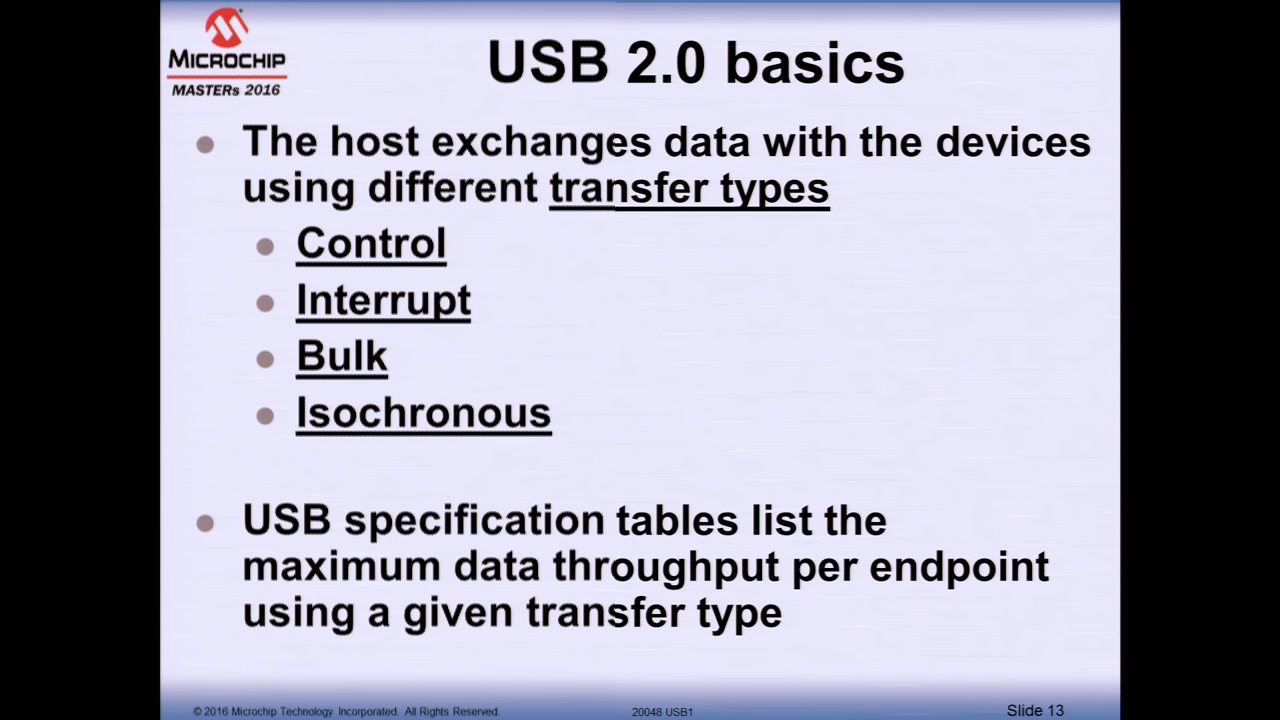 MICROCHIP
MASTERs 2016
USB 2.0 basics
The host exchanges data with the devices
using different transfer types
Control
Interrupt
Bulk
Isochronous
USB specification tables list the
maximum data throughput per endpoint
using a given transfer type
© 2016 Microchip Technology Incorporated. All Rights Reserved.
20048 USB1
Slide 13